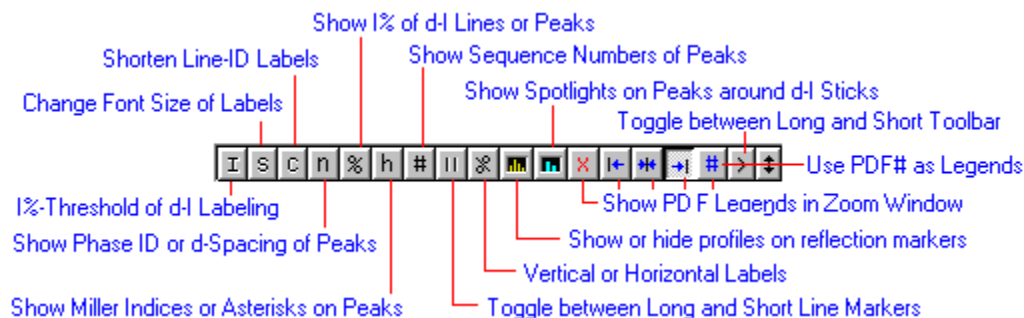 Show I% of d-I Lines or Peaks
Shorten Line-ID Labels
Show Sequence Numbers of Peaks
Change Font Size of Labels
Show Spotlights on Peaks around d-I Sticks
Toggle between Long and Short Toolbar
I S C n % h # || % X # >
Use PDF# as Legends
I%-Threshold of d-I Labeling
Show PDF Legends in Zoom Window
Show Phase ID or d-Spacing of Peaks
Show or hide profiles on reflection markers
Vertical or Horizontal Labels
Show Miller Indices or Asterisks on Peaks
Toggle between Long and Short Line Markers